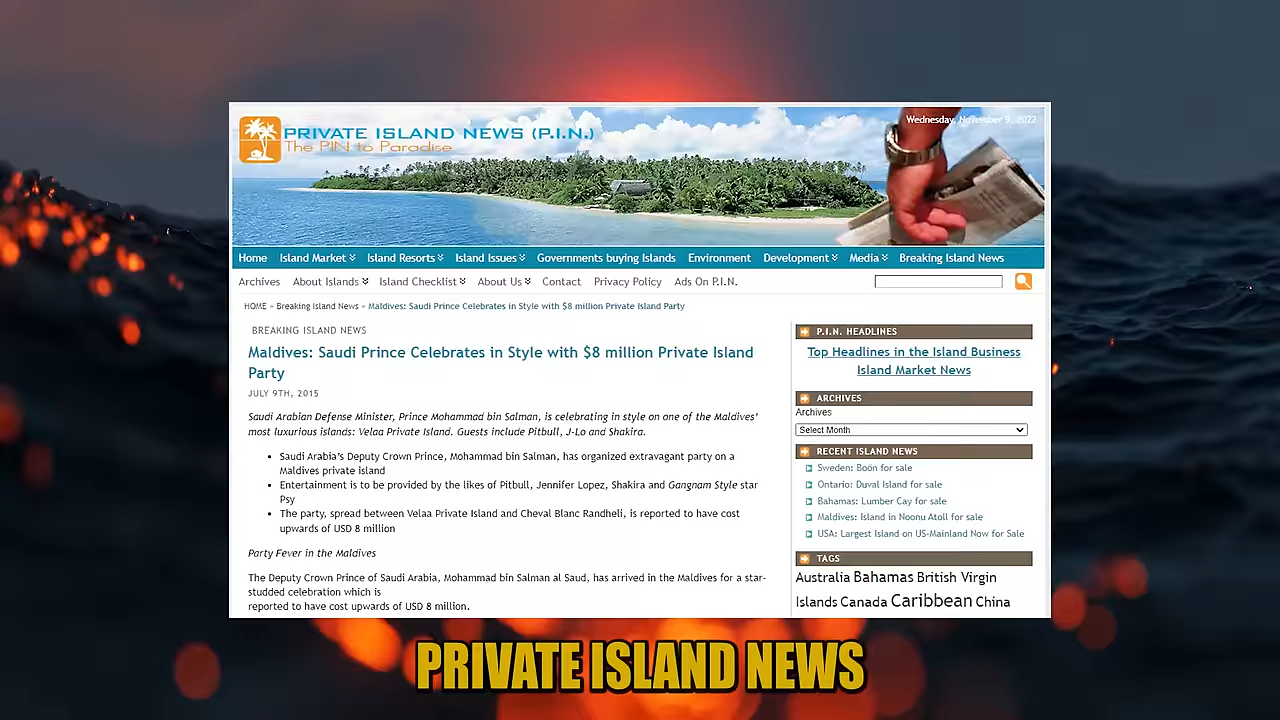 Wednesday, November 9, 2022
PRIVATE ISLAND NEWS (P.I.N.)
The PIN to Paradise
Home Island Market Island Resorts Island Issues Governments buying Islands Environment Development Media Breaking Island News
Archives About Islands Island Checklist About Us Contact Privacy Policy Ads On P.I.N.
HOME » Breaking Island News » Maldives: Saudi Prince Celebrates in Style with $8 million Private Island Party
BREAKING ISLAND NEWS
Maldives: Saudi Prince Celebrates in Style with $8 million Private Island
Party
JULY 9TH, 2015
Saudi Arabian Defense Minister, Prince Mohammad bin Salman, is celebrating in style on one of the Maldives'
most luxurious islands: Velaa Private Island. Guests include Pitbull, J-Lo and Shakira.
• Saudi Arabia's Deputy Crown Prince, Mohammad bin Salman, has organized extravagant party on a
Maldives private island
• Entertainment is to be provided by the likes of Pitbull, Jennifer Lopez, Shakira and Gangnam Style star
Psy
• The party, spread between Velaa Private Island and Cheval Blanc Randheli, is reported to have cost
upwards of USD 8 million
Party Fever in the Maldives
The Deputy Crown Prince of Saudi Arabia, Mohammad bin Salman al Saud, has arrived in the Maldives for a star-
studded celebration which is
reported to have cost upwards of USD 8 million.
P.I.N. HEADLINES
Top Headlines in the Island Business
Island Market News
ARCHIVES
Archives
Select Month
RECENT ISLAND NEWS
Sweden: Boön for sale
Ontario: Duval Island for sale
Bahamas: Lumber Cay for sale
Maldives: Island in Noonu Atoll for sale
USA: Largest Island on US-Mainland Now for Sale
TAGS
Australia Bahamas British Virgin
Islands Canada Caribbean China
PRIVATE ISLAND NEWS